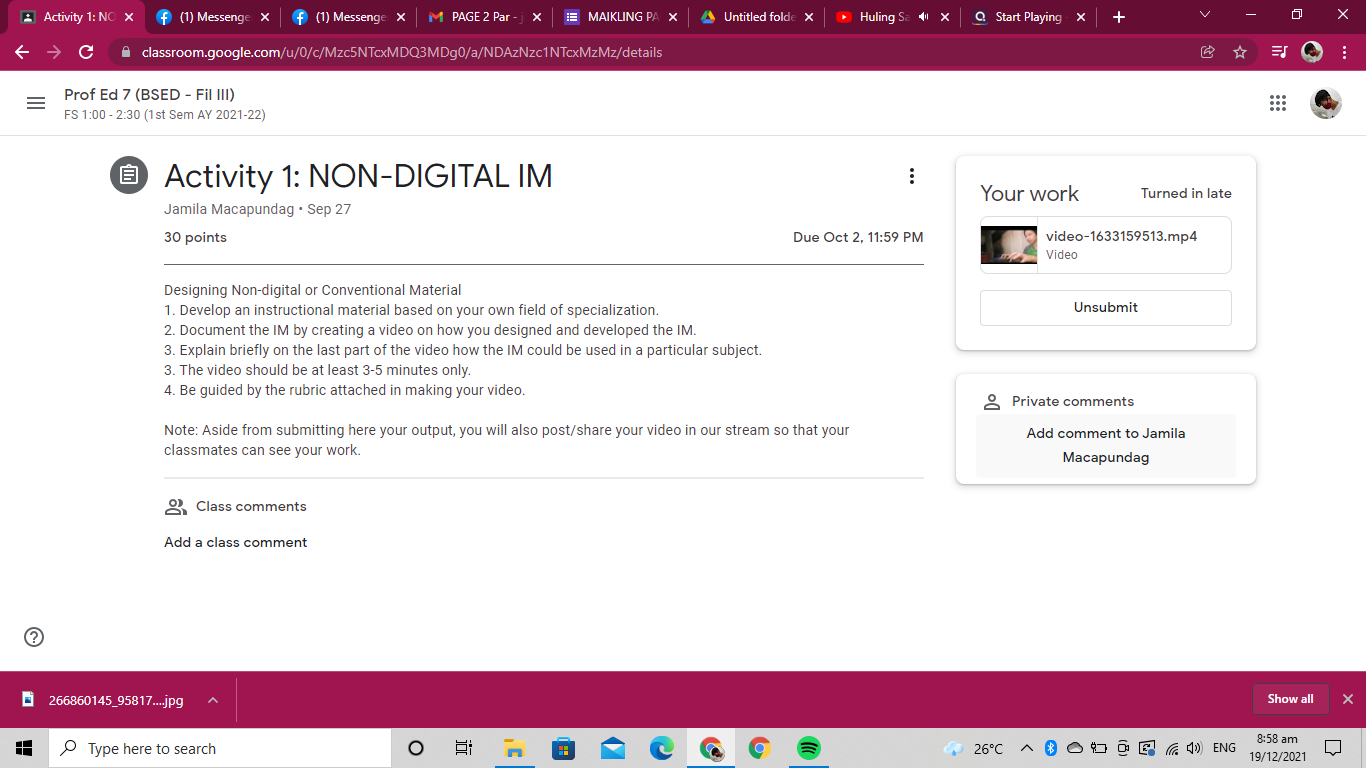 Activity 1: NO
(1) Messenge
(1) Messenge
PAGE 2 Par -
MAIKLING PA
Untitled folde
Huling Sa
Start Playing
classroom.google.com/u/0/c/Mzc5NTcxMDQ3MDg0/a/NDAzNzc1NTcxMzMz/details
Prof Ed 7 (BSED - Fil III)
FS 1:00 - 2:30 (1st Sem AY 2021-22)
Activity 1: NON-DIGITAL IM
Jamila Macapundag • Sep 27
30 points
Due Oct 2, 11:59 PM
Designing Non-digital or Conventional Material
1. Develop an instructional material based on your own field of specialization.
2. Document the IM by creating a video on how you designed and developed the IM.
3. Explain briefly on the last part of the video how the IM could be used in a particular subject.
3. The video should be at least 3-5 minutes only.
4. Be guided by the rubric attached in making your video.
Note: Aside from submitting here your output, you will also post/share your video in our stream so that your
classmates can see your work.
Class comments
Add a class comment
Your work
Turned in late
video-1633159513.mp4
Video
Unsubmit
Private comments
Add comment to Jamila
Macapundag
266860145_95817....jpg
Show all
Type here to search
26°C
ENG
8:58 am
19/12/2021